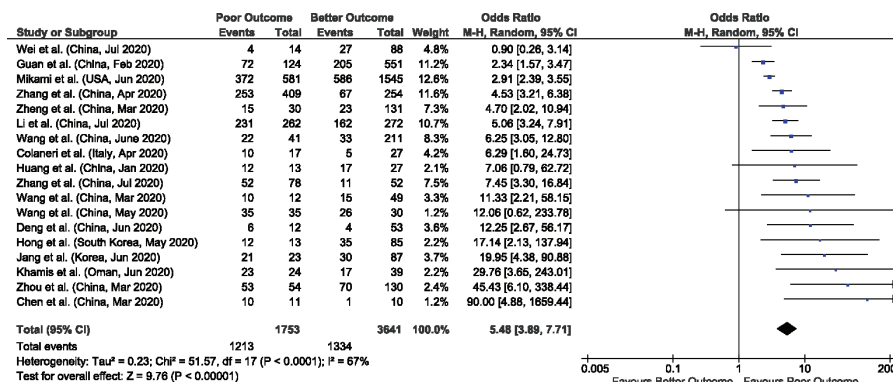 Poor Outcome Better Outcome Odds Ratio Odds Ratio
Study or Subgroup Events Total Events Total Weight M-H, Random, 95% CI M-H, Random, 95% CI
Wei et al. (China, Jul 2020) 4 14 27 88 4.8% 0.90 [0.26, 3.14]
Guan et al. (China, Feb 2020) 72 124 205 551 11.6% 2.34 [1.57, 3.47]
Mikami et al. (USA, Jun 2020) 372 581 586 1545 12.6% 2.91 [2.39, 3.55]
Zhang et al. (China, Apr 2020) 253 409 67 254 12.0% 4.53 [3.21, 6.38]
Zheng et al. (China, Mar 2020) 15 30 23 131 7.4% 4.70 [2.02, 10.94]
Li et al. (China, Jul 2020) 231 262 162 272 10.7% 5.06 [3.24, 7.91]
Wang et al. (China, June 2020) 22 41 33 211 8.3% 6.25 [3.05, 12.80]
Colaneri et al. (Italy, Apr 2020) 10 17 5 27 4.2% 6.29 [1.60, 24.73]
Huang et al. (China, Jan 2020) 12 13 17 27 2.1% 7.06 [0.79, 62.72]
Zhang et al. (China, Jul 2020) 52 78 11 52 7.6% 7.45 [3.30, 16.84]
Wang et al. (China, Mar 2020) 10 12 15 49 3.5% 11.33 [2.21, 58.15]
Wang et al. (China, May 2020) 35 35 26 30 1.2% 12.06 [0.62, 233.78]
Deng et al. (China, Jun 2020) 6 12 4 53 3.6% 12.25 [2.67, 56.17]
Hong et al. (South Korea, May 2020) 12 13 35 85 2.2% 17.14 [2.13, 137.94]
Jang et al. (Korea, Jun 2020) 21 23 30 87 3.7% 19.95 [4.38, 90.88]
Khamis et al. (Oman, Jun 2020) 23 24 17 39 2.2% 29.76 [3.65, 243.01]
Zhou et al. (China, Mar 2020) 53 54 70 130 2.4% 45.43 [6.10, 338.44]
Chen et al. (China, Mar 2020) 10 11 1 10 1.2% 90.00 [4.88, 1659.44]
Total (95% CI) 1753 3641 100.0% 5.48 [3.89, 7.71]
Total events 1213 1334
Heterogeneity: Tau² = 0.23; Chi² = 51.57, df = 17 (P < 0.0001); I² = 67%
Test for overall effect: Z = 9.76 (P < 0.00001)
0.005 0.1 1 10 20
Favours Better Outcome Favours Poor Outcome